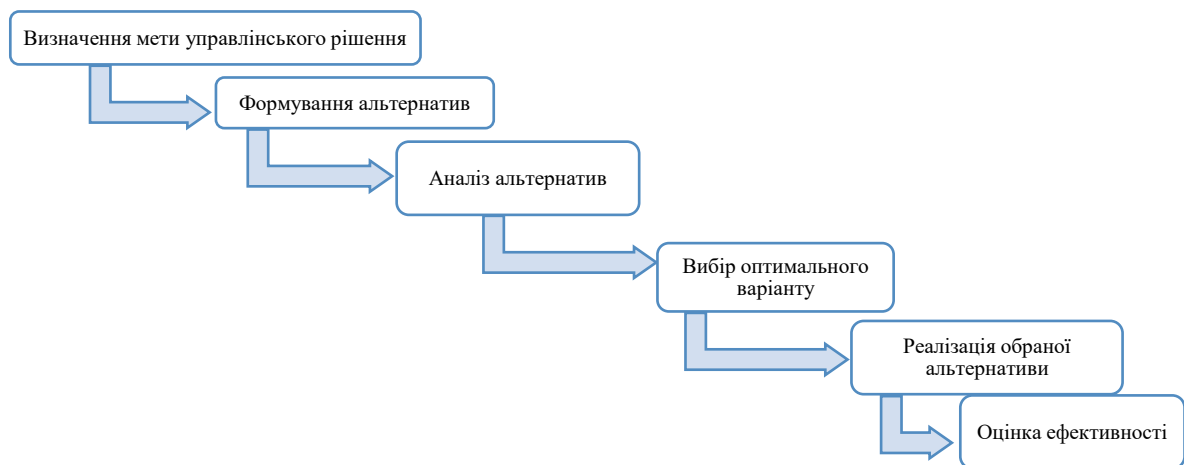 Визначення мети управлінського рішення
Формування альтернатив
Аналіз альтернатив
Вибір оптимального
варіанту
Реалізація обраної
альтернативи
Оцінка ефективності